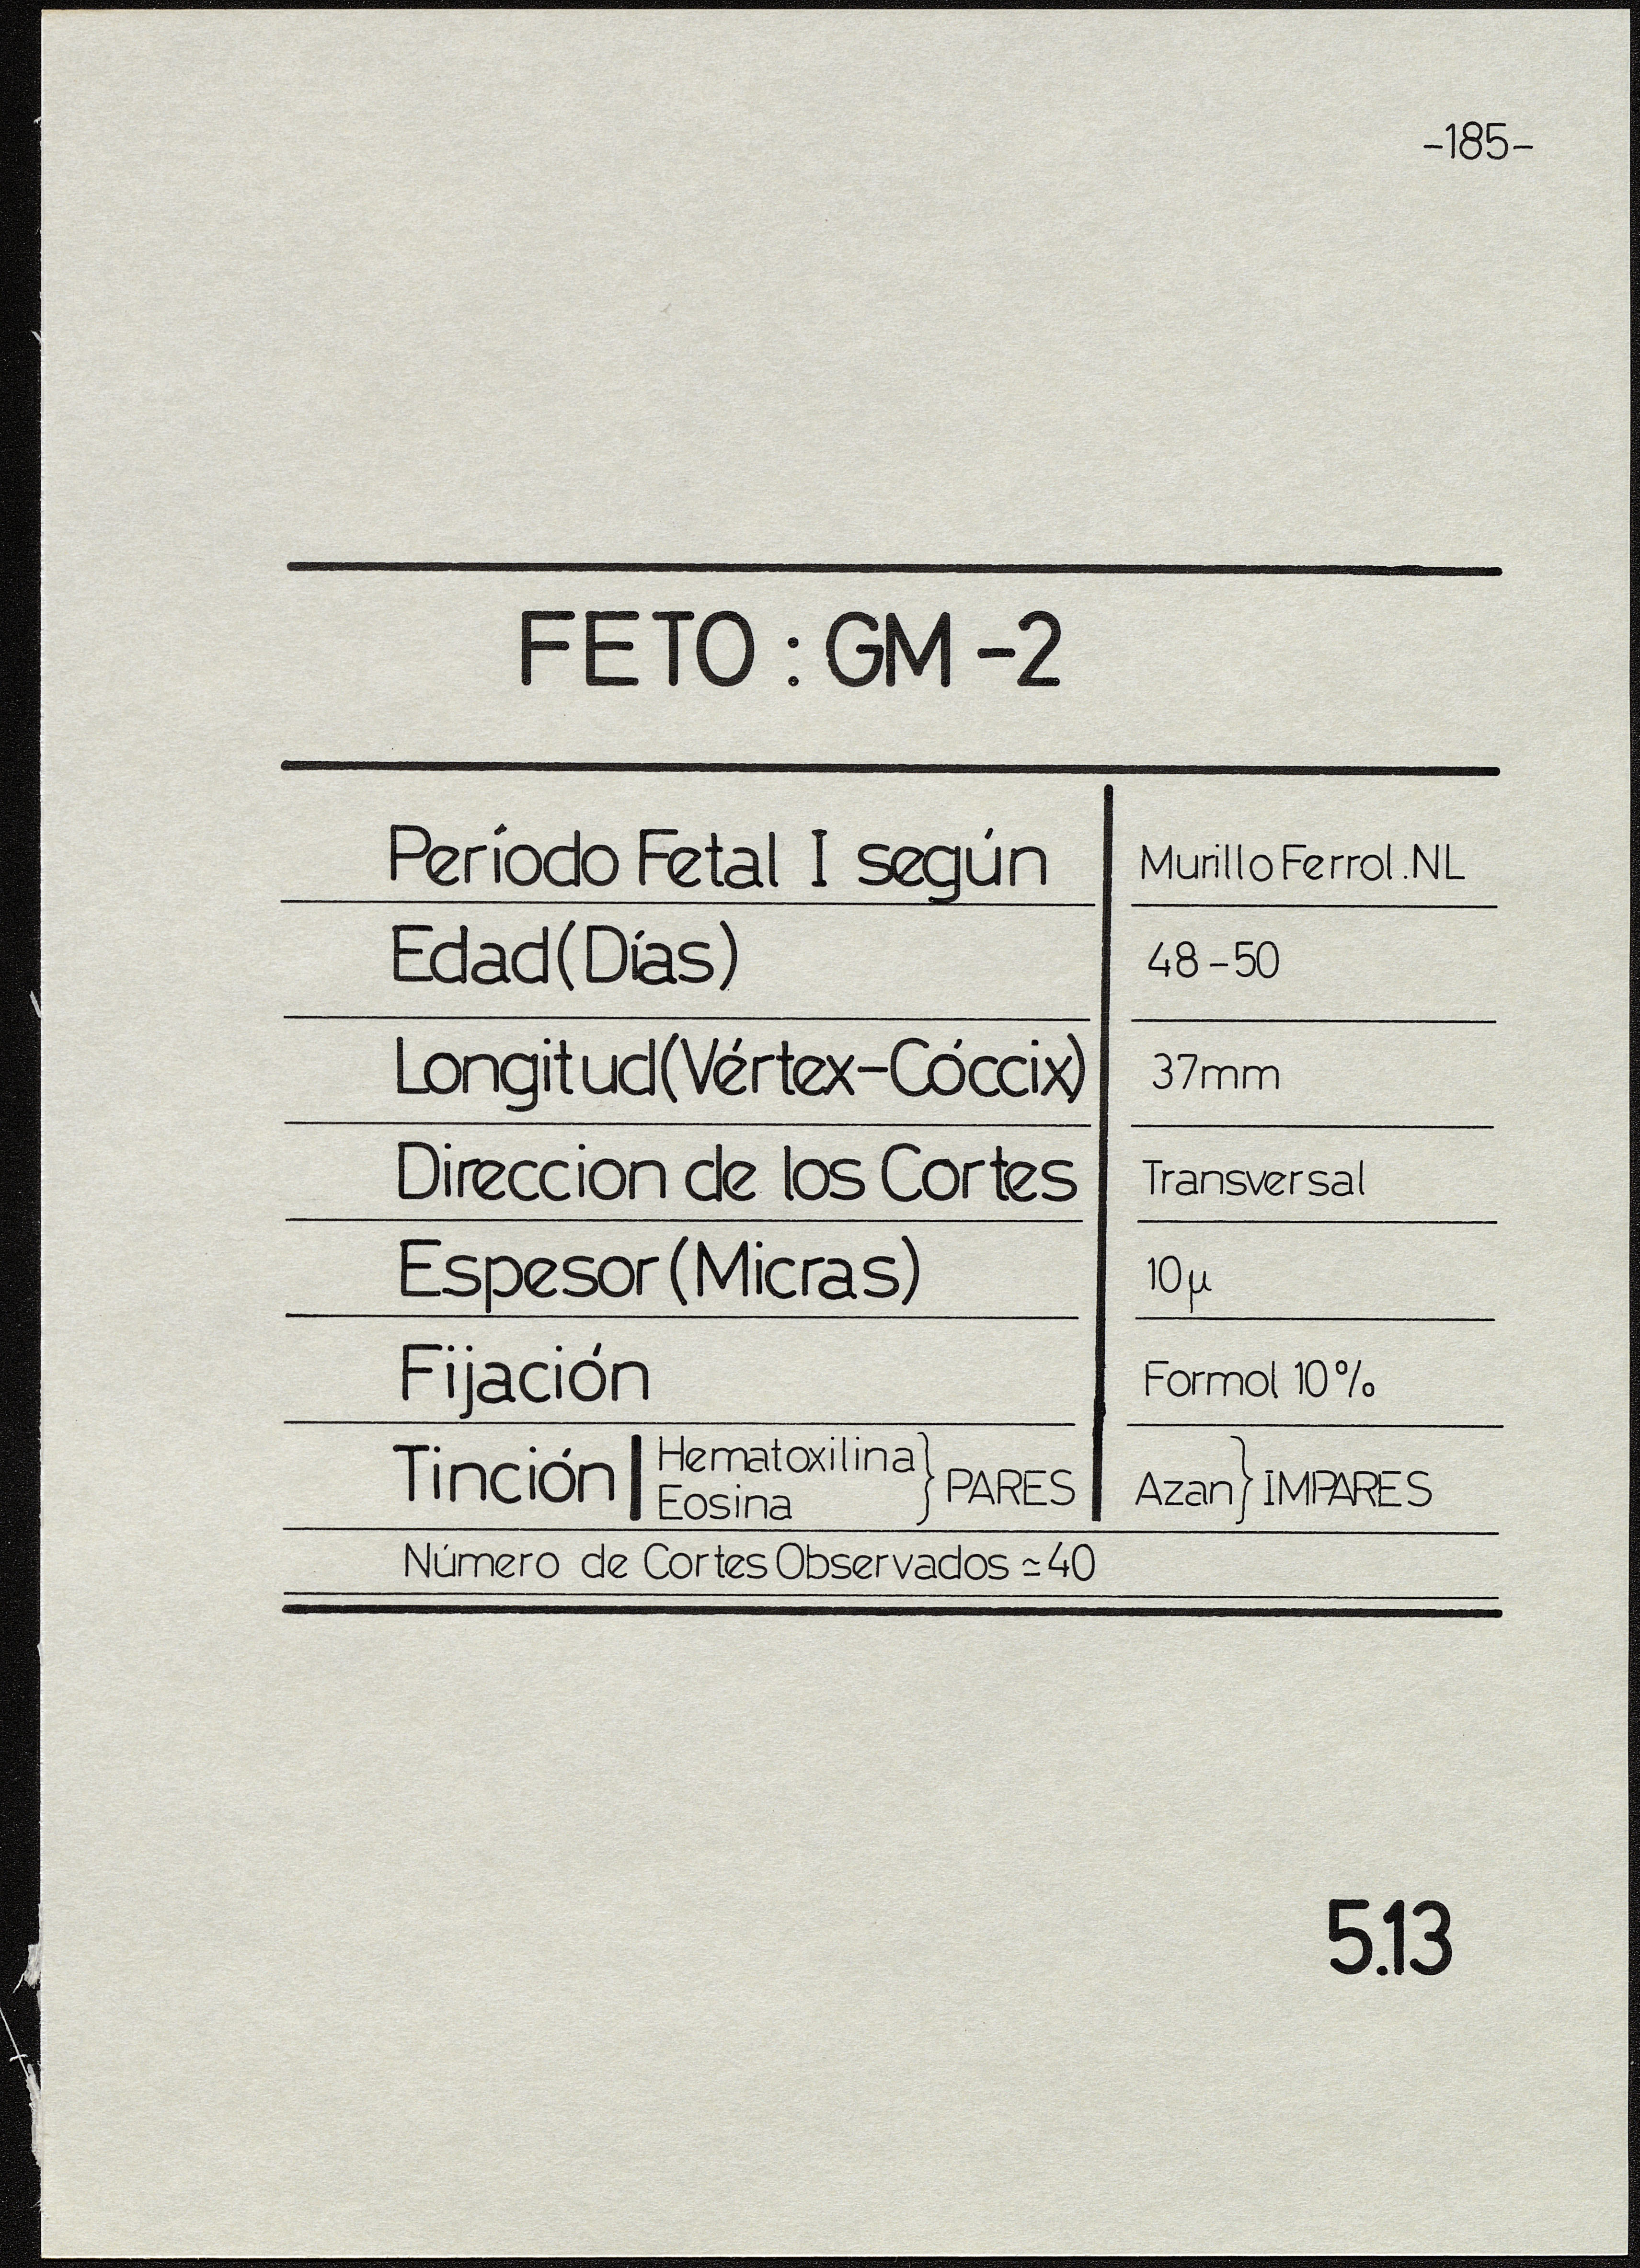 -185-
FETO : GM -2
Período Fetal I según Murillo Ferrol .NL
Edad (Días) 48-50
Longitud (Vértex-Cóccix) 37mm
Direccion de los Cortes Transversal
Espesor (Micras) 10µ
Fijación Formol 10%
Tinción | Hematoxilina Eosina } PARES Azan } IMPARES
Número de Cortes Observados ≃40
5.13